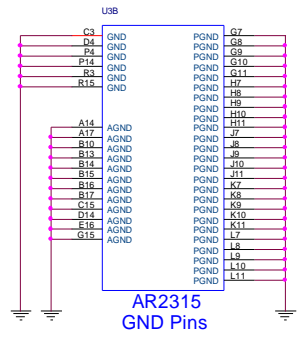 U3B
C3 GND PGND G7
D4 GND PGND G8
P4 GND PGND G9
P14 GND PGND G10
R3 GND PGND G11
R15 GND PGND H7
PGND H8
PGND H9
PGND H10
A14 AGND PGND H11
A17 AGND PGND J7
B10 AGND PGND J8
B13 AGND PGND J9
B14 AGND PGND J10
B15 AGND PGND J11
B16 AGND PGND K7
B17 AGND PGND K8
C15 AGND PGND K9
D14 AGND PGND K10
E16 AGND PGND K11
G15 AGND PGND L7
PGND L8
PGND L9
PGND L10
PGND L11
AR2315
GND Pins